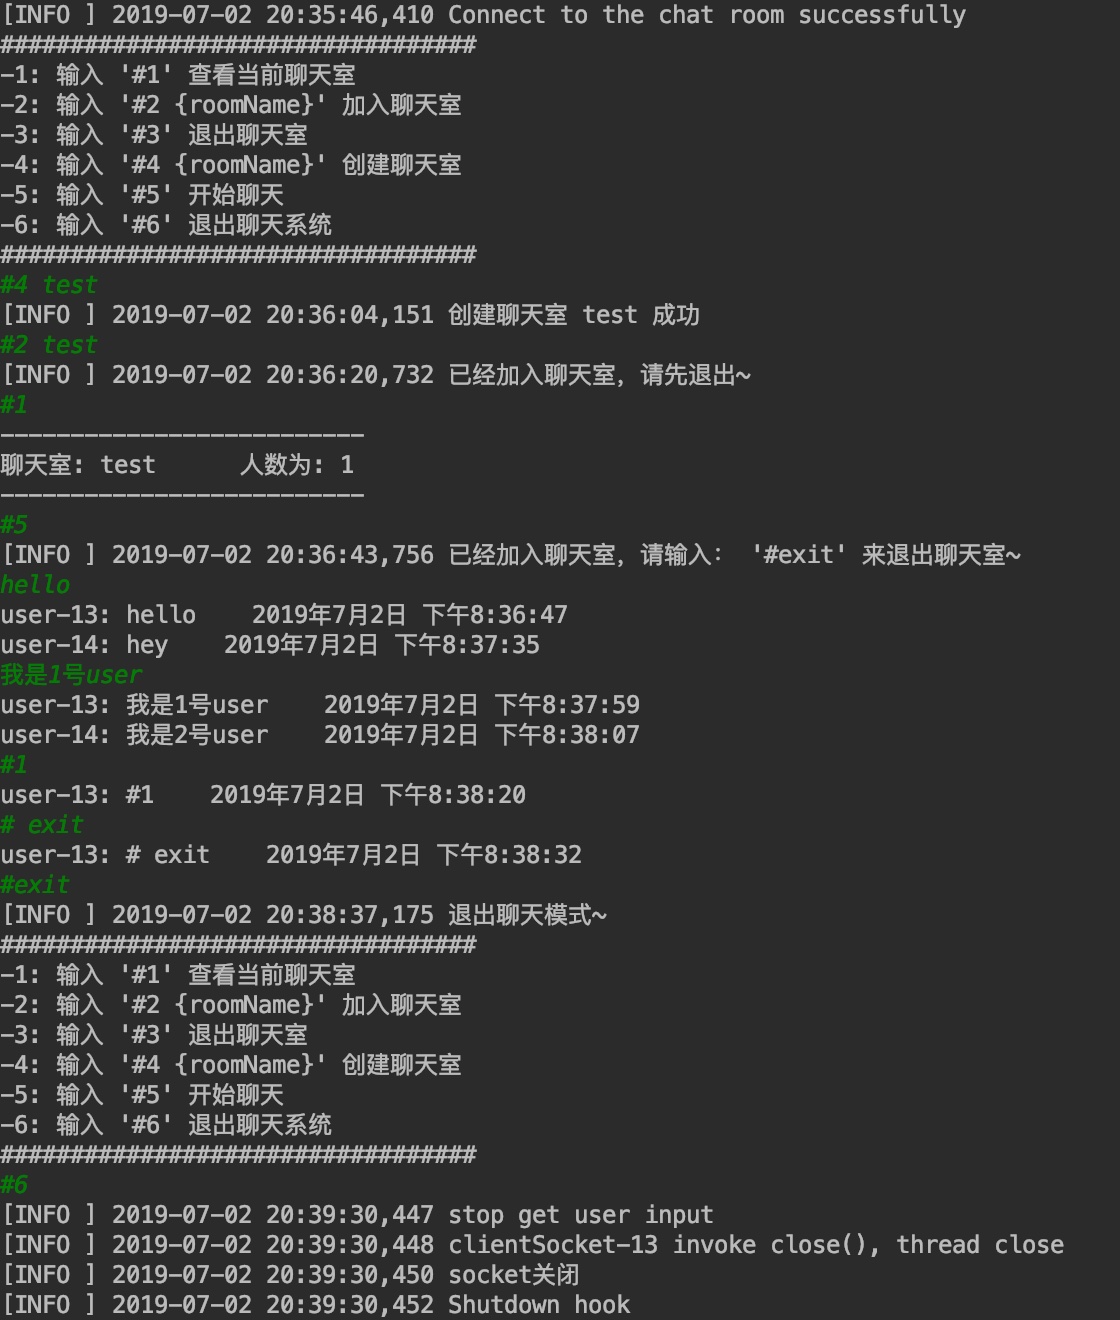 [INFO ] 2019-07-02 20:35:46,410 Connect to the chat room successfully
##################################
-1: 输入 '#1' 查看当前聊天室
-2: 输入 '#2 {roomName}' 加入聊天室
-3: 输入 '#3' 退出聊天室
-4: 输入 '#4 {roomName}' 创建聊天室
-5: 输入 '#5' 开始聊天
-6: 输入 '#6' 退出聊天系统
##################################
#4 test
[INFO ] 2019-07-02 20:36:04,151 创建聊天室 test 成功
#2 test
[INFO ] 2019-07-02 20:36:20,732 已经加入聊天室，请先退出~
#1
--------------------------
聊天室: test      人数为: 1
--------------------------
#5
[INFO ] 2019-07-02 20:36:43,756 已经加入聊天室，请输入： '#exit' 来退出聊天室~
hello
user-13: hello    2019年7月2日 下午8:36:47
user-14: hey    2019年7月2日 下午8:37:35
我是1号user
user-13: 我是1号user    2019年7月2日 下午8:37:59
user-14: 我是2号user    2019年7月2日 下午8:38:07
#1
user-13: #1    2019年7月2日 下午8:38:20
# exit
user-13: # exit    2019年7月2日 下午8:38:32
#exit
[INFO ] 2019-07-02 20:38:37,175 退出聊天模式~
##################################
-1: 输入 '#1' 查看当前聊天室
-2: 输入 '#2 {roomName}' 加入聊天室
-3: 输入 '#3' 退出聊天室
-4: 输入 '#4 {roomName}' 创建聊天室
-5: 输入 '#5' 开始聊天
-6: 输入 '#6' 退出聊天系统
##################################
#6
[INFO ] 2019-07-02 20:39:30,447 stop get user input
[INFO ] 2019-07-02 20:39:30,448 clientSocket-13 invoke close(), thread close
[INFO ] 2019-07-02 20:39:30,450 socket关闭
[INFO ] 2019-07-02 20:39:30,452 Shutdown hook